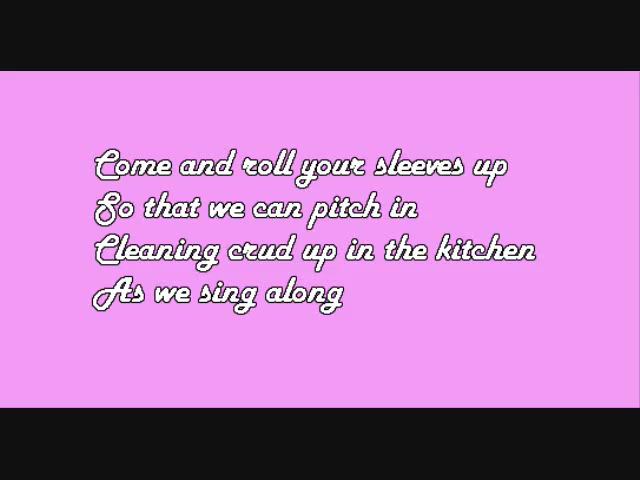 Come and roll your sleeves up
So that we can pitch in
Cleaning crud up in the kitchen
As we sing along